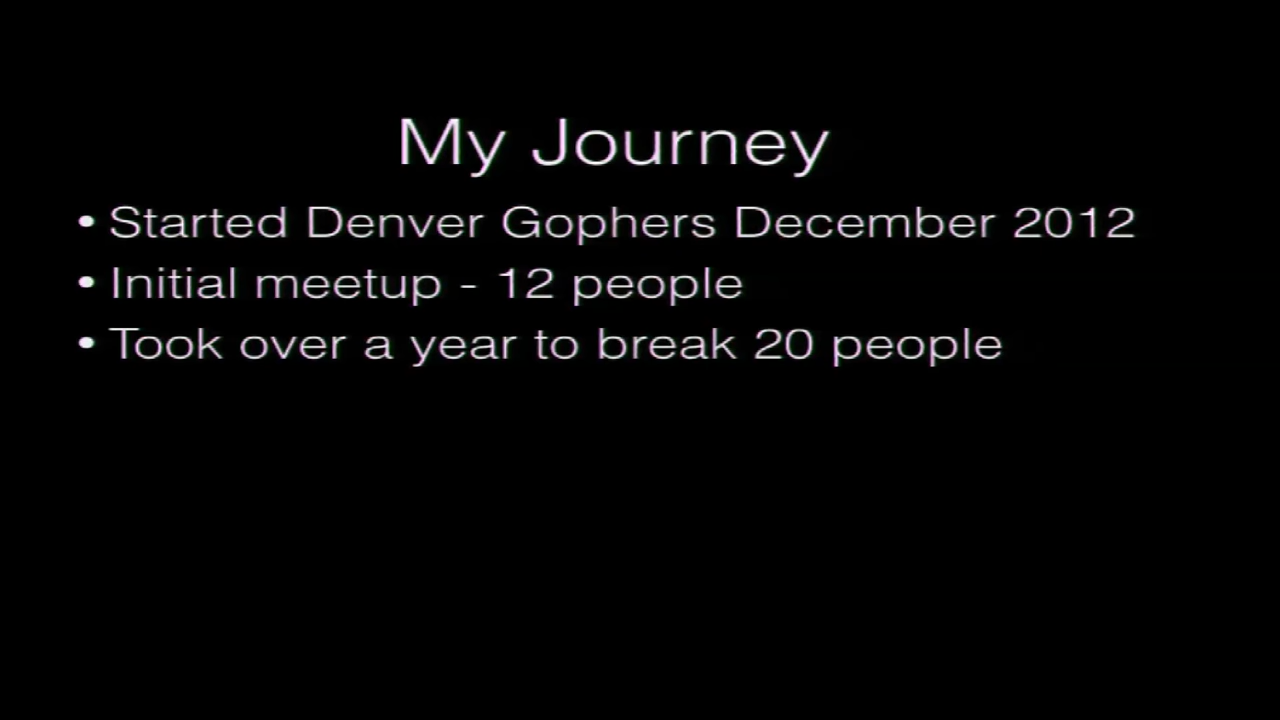 My Journey
• Started Denver Gophers December 2012
• Initial meetup - 12 people
• Took over a year to break 20 people